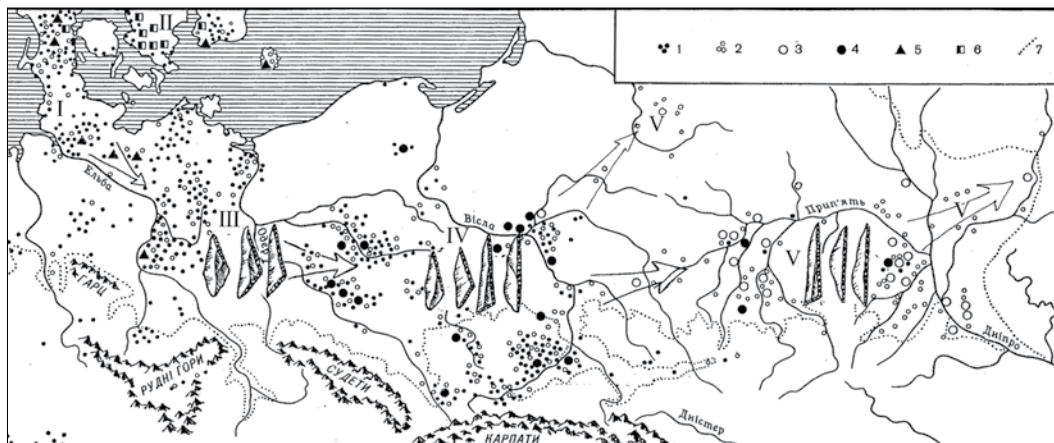 1 2 3 4 5 6 7
II
I
V
Ельба
III
Вісла
IV
Прип'ять
V
V
ГАРЦ
Дніпро
РУДНІ ГОРИ
СУДЕТИ
Дністер
КАРПАТИ